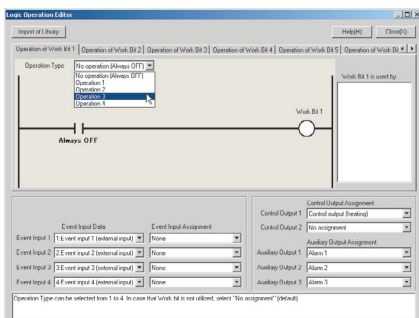 Logic Operation Editor
Import of Library
Help(H)
Close(X)
Operation of Work Bit 1
Operation of Work Bit 2
Operation of Work Bit 3
Operation of Work Bit 4
Operation of Work Bit 5
Operation of Work Bit
Operation Type
No operation (Always OFF)
No operation (Always OFF)
Operation 1
Operation 2
Operation 3
Operation 4
Work Bit 1 is used by
Work Bit 1
Always OFF
Event Input Data
Event Input Assignment
Event Input 1
1:Event input 1 (external input)
None
Event Input 2
2:Event input 2 (external input)
None
Event Input 3
3:Event input 3 (external input)
None
Event Input 4
4:Event input 4 (external input)
None
Control Output Assignment
Control Output 1
Control output (heating)
Control Output 2
No assignment
Auxiliary Output Assignment
Auxiliary Output 1
Alarm 1
Auxiliary Output 2
Alarm 2
Auxiliary Output 3
Alarm 3
Operation Type can be selected from 1 to 4. In case that Work bit is not utilized, select "No assignment" (default)